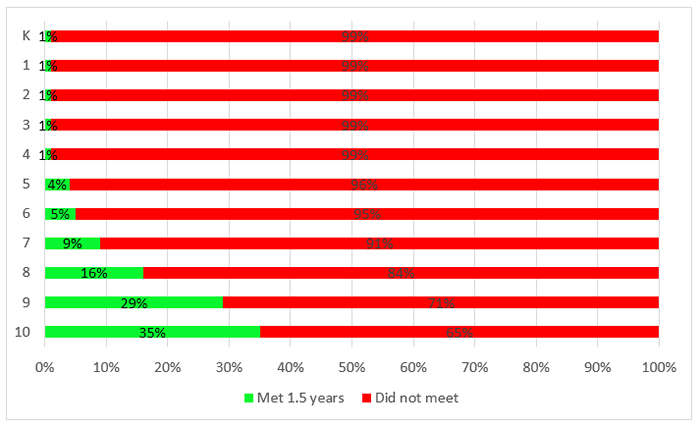 K 1% 99%
1 1% 99%
2 1% 99%
3 1% 99%
4 1% 99%
5 4% 96%
6 5% 95%
7 9% 91%
8 16% 84%
9 29% 71%
10 35% 65%
0% 10% 20% 30% 40% 50% 60% 70% 80% 90% 100%
Met 1.5 years Did not meet